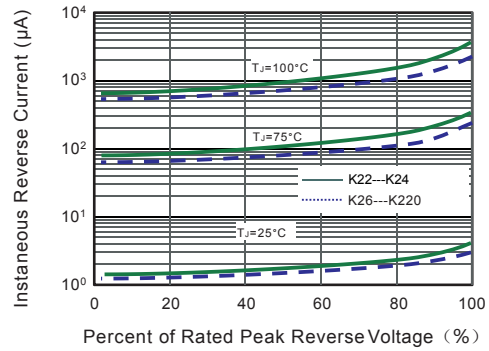 Instaneous Reverse Current (μA)
10⁴
10³
10²
10¹
10⁰
TJ=100°C
TJ=75°C
K22---K24
K26---K220
TJ=25°C
0 20 40 60 80 100
Percent of Rated Peak Reverse Voltage （%）